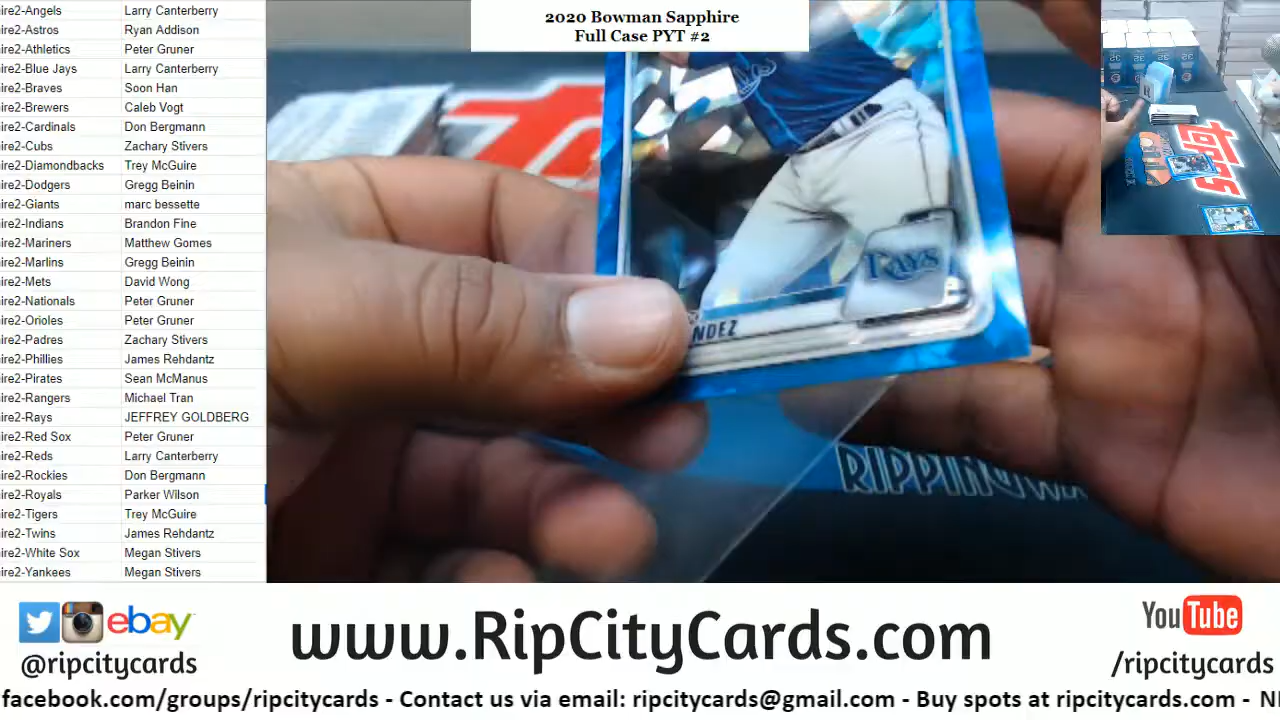 ire2-Angels Larry Canterberry
ire2-Astros Ryan Addison
ire2-Athletics Peter Gruner
ire2-Blue Jays Larry Canterberry
ire2-Braves Soon Han
ire2-Brewers Caleb Vogt
ire2-Cardinals Don Bergmann
ire2-Cubs Zachary Stivers
ire2-Diamondbacks Trey McGuire
ire2-Dodgers Gregg Beinin
ire2-Giants marc bessette
ire2-Indians Brandon Fine
ire2-Mariners Matthew Gomes
ire2-Marlins Gregg Beinin
ire2-Mets David Wong
ire2-Nationals Peter Gruner
ire2-Orioles Peter Gruner
ire2-Padres Zachary Stivers
ire2-Phillies James Rehdantz
ire2-Pirates Sean McManus
ire2-Rangers Michael Tran
ire2-Rays JEFFREY GOLDBERG
ire2-Red Sox Peter Gruner
ire2-Reds Larry Canterberry
ire2-Rockies Don Bergmann
ire2-Royals Parker Wilson
ire2-Tigers Trey McGuire
ire2-Twins James Rehdantz
ire2-White Sox Megan Stivers
ire2-Yankees Megan Stivers
2020 Bowman Sapphire
Full Case PYT #2
topps
RAYS
NDEZ
RIPPINGWA
ebay
@ripcitycards
www.RipCityCards.com
YouTube
/ripcitycards
facebook.com/groups/ripcitycards - Contact us via email: ripcitycards@gmail.com - Buy spots at ripcitycards.com - N